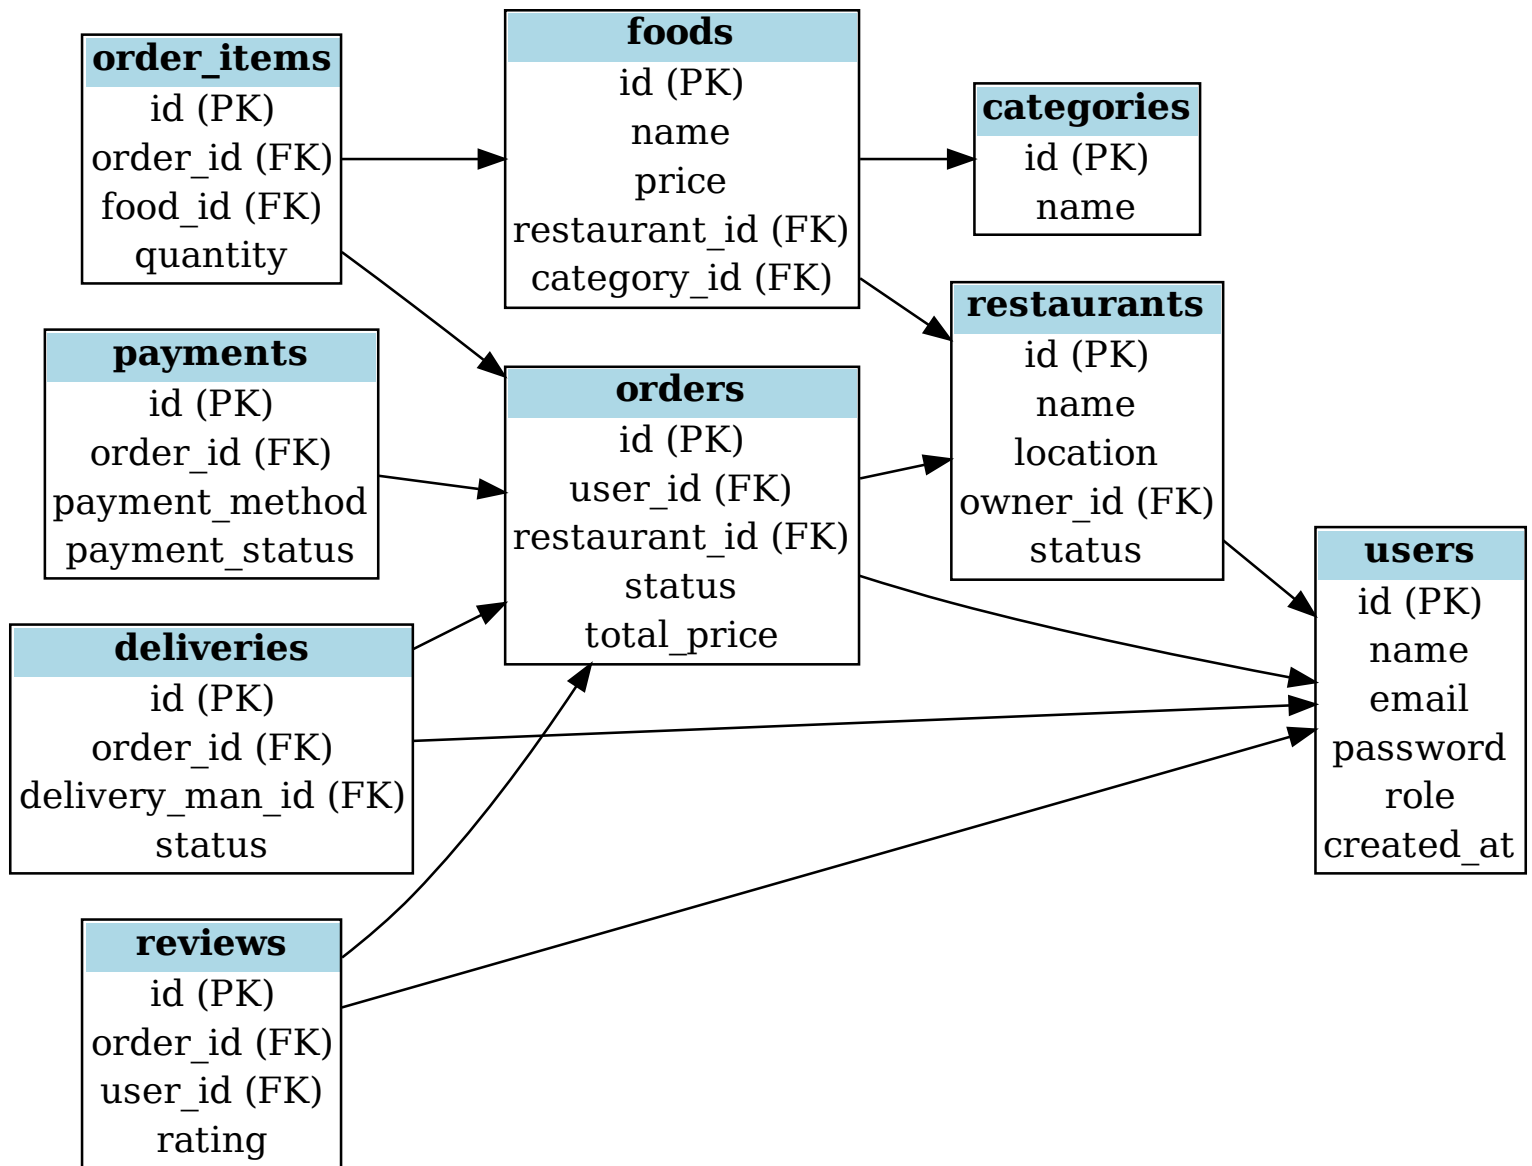 order_items
id (PK)
order_id (FK)
food_id (FK)
quantity
foods
id (PK)
name
price
restaurant_id (FK)
category_id (FK)
categories
id (PK)
name
payments
id (PK)
order_id (FK)
payment_method
payment_status
orders
id (PK)
user_id (FK)
restaurant_id (FK)
status
total_price
restaurants
id (PK)
name
location
owner_id (FK)
status
users
id (PK)
name
email
password
role
created_at
deliveries
id (PK)
order_id (FK)
delivery_man_id (FK)
status
reviews
id (PK)
order_id (FK)
user_id (FK)
rating